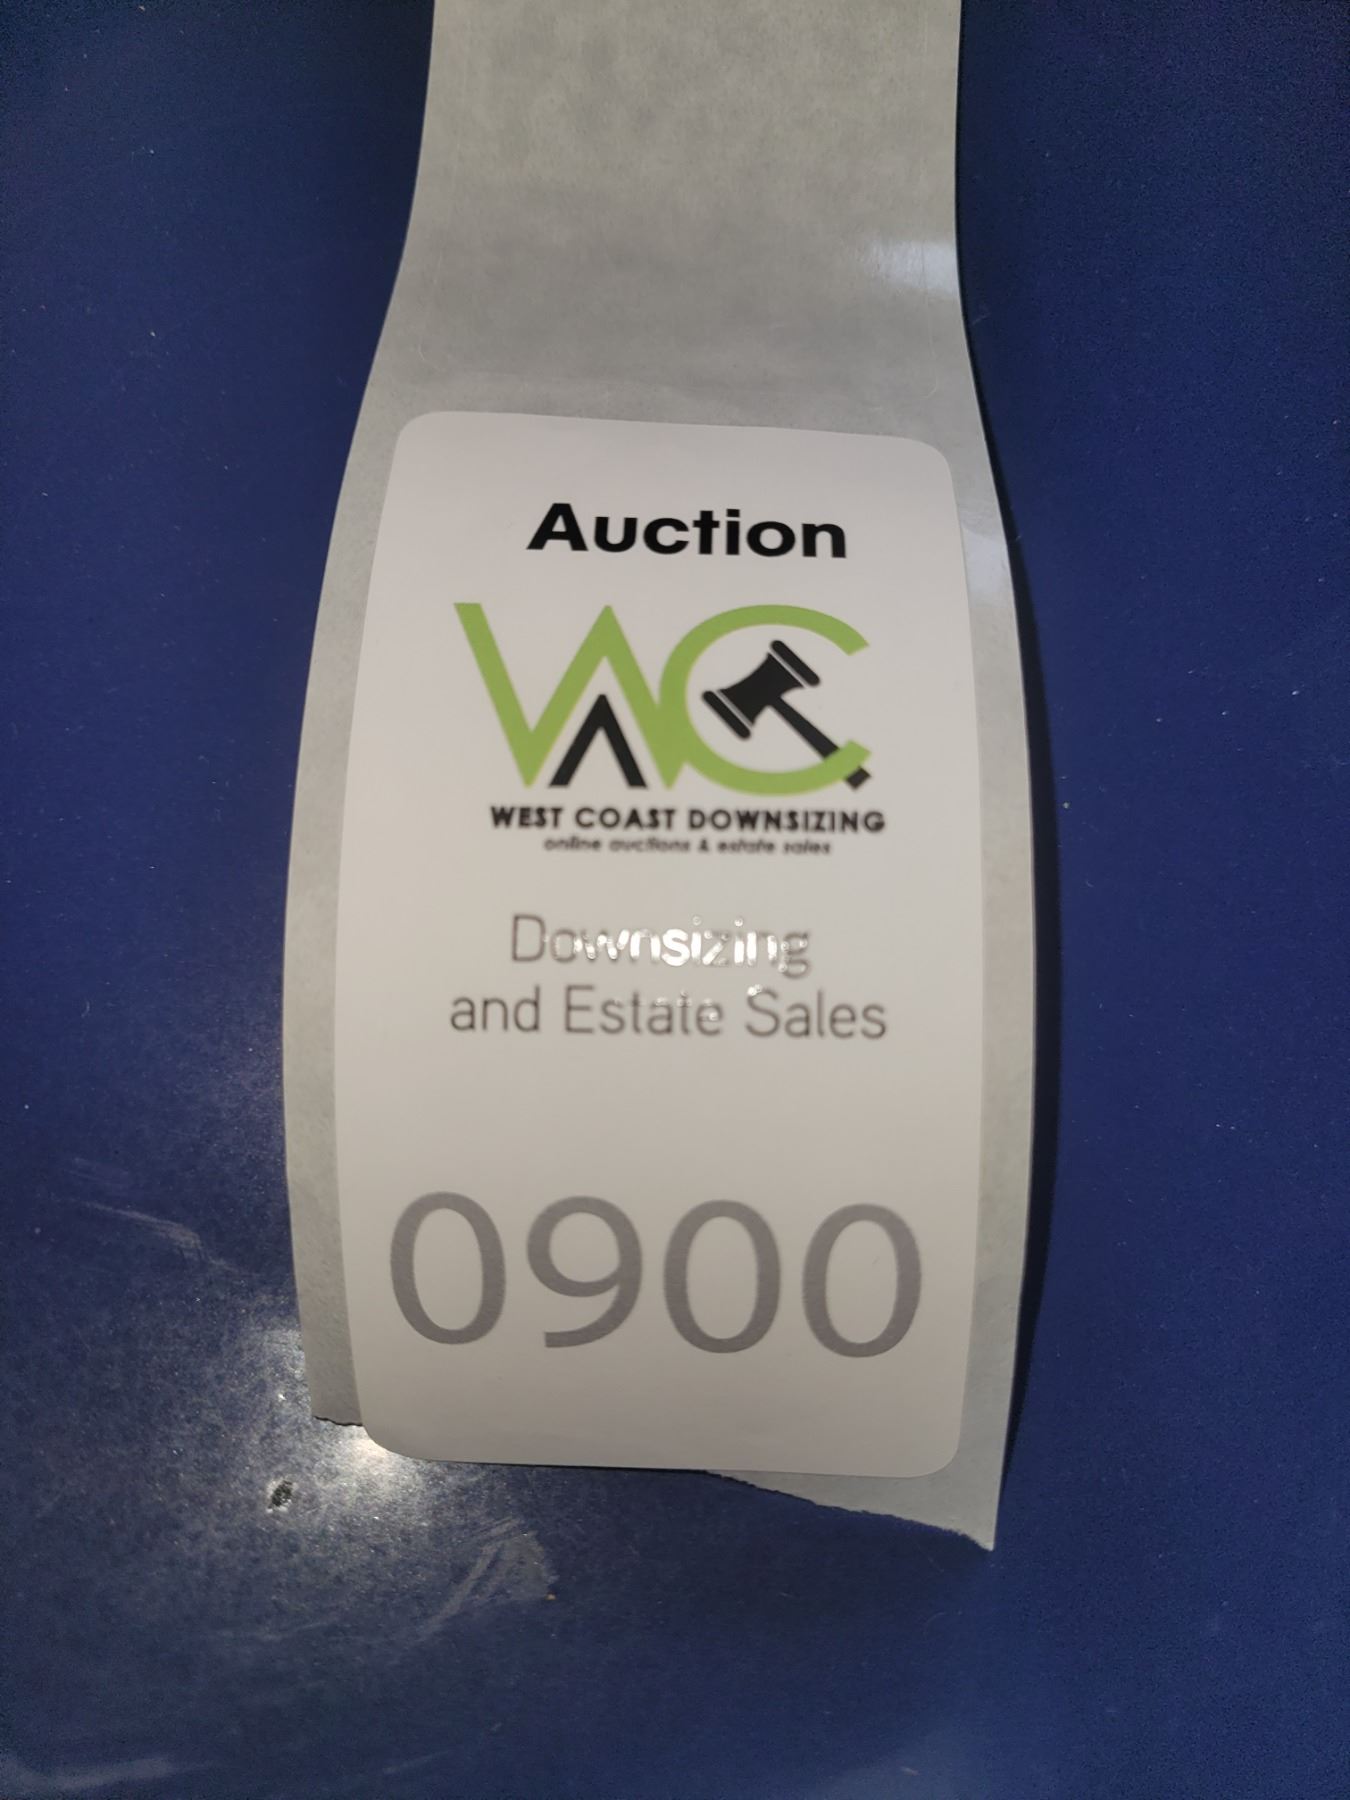 Auction
WC
WEST COAST DOWNSIZING
online auctions & estate sales
Downsizing
and Estate Sales
0900